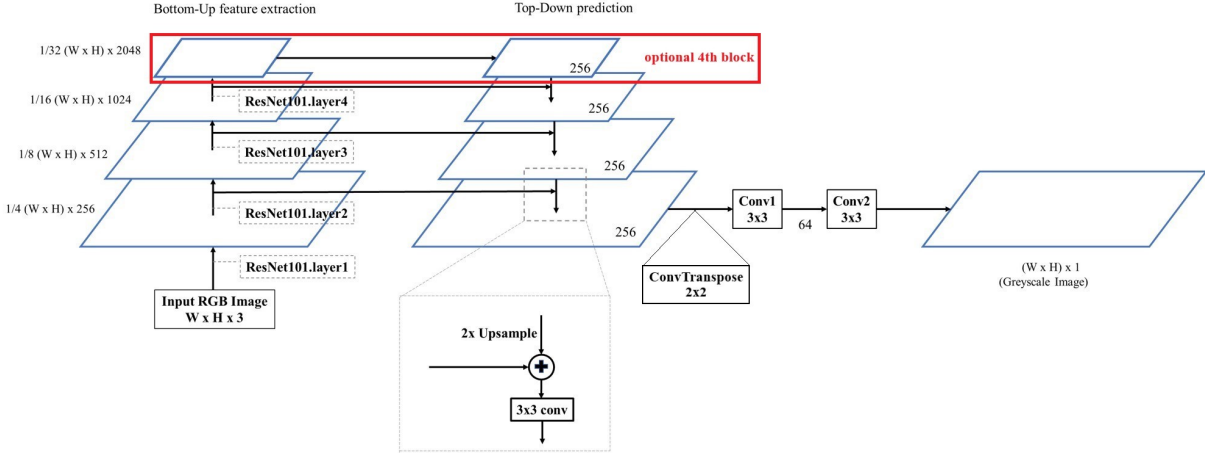 Bottom-Up feature extraction
Top-Down prediction
1/32 (W x H) x 2048
optional 4th block
256
1/16 (W x H) x 1024
ResNet101.layer4
256
1/8 (W x H) x 512
ResNet101.layer3
256
1/4 (W x H) x 256
ResNet101.layer2
256
Conv1
3x3
64
Conv2
3x3
ResNet101.layer1
ConvTranspose
2x2
(W x H) x 1
(Greyscale Image)
Input RGB Image
W x H x 3
2x Upsample
3x3 conv